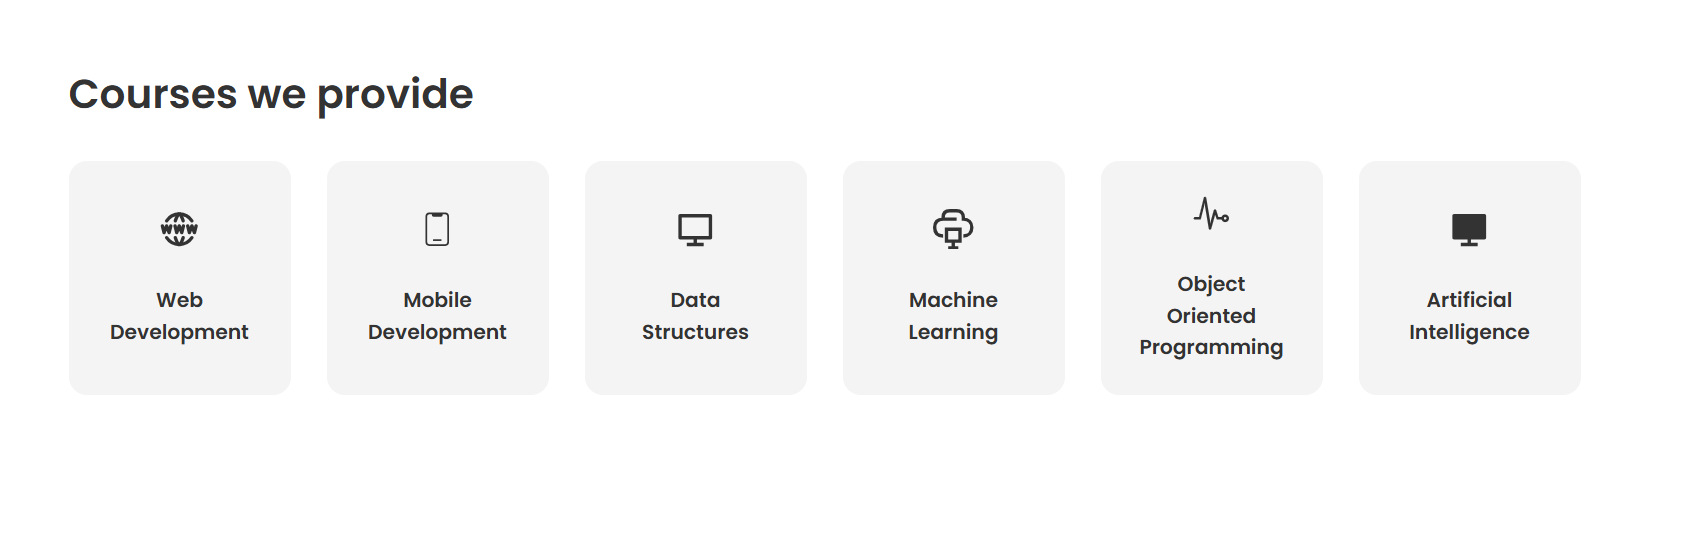 Courses we provide
www
Web
Development
Mobile
Development
Data
Structures
Machine
Learning
Object
Oriented
Programming
Artificial
Intelligence